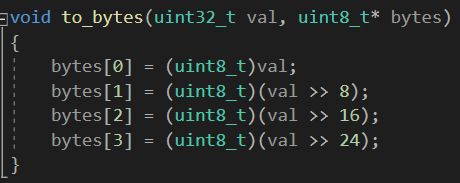 void to_bytes(uint32_t val, uint8_t* bytes)
{
    bytes[0] = (uint8_t)val;
    bytes[1] = (uint8_t)(val >> 8);
    bytes[2] = (uint8_t)(val >> 16);
    bytes[3] = (uint8_t)(val >> 24);
}